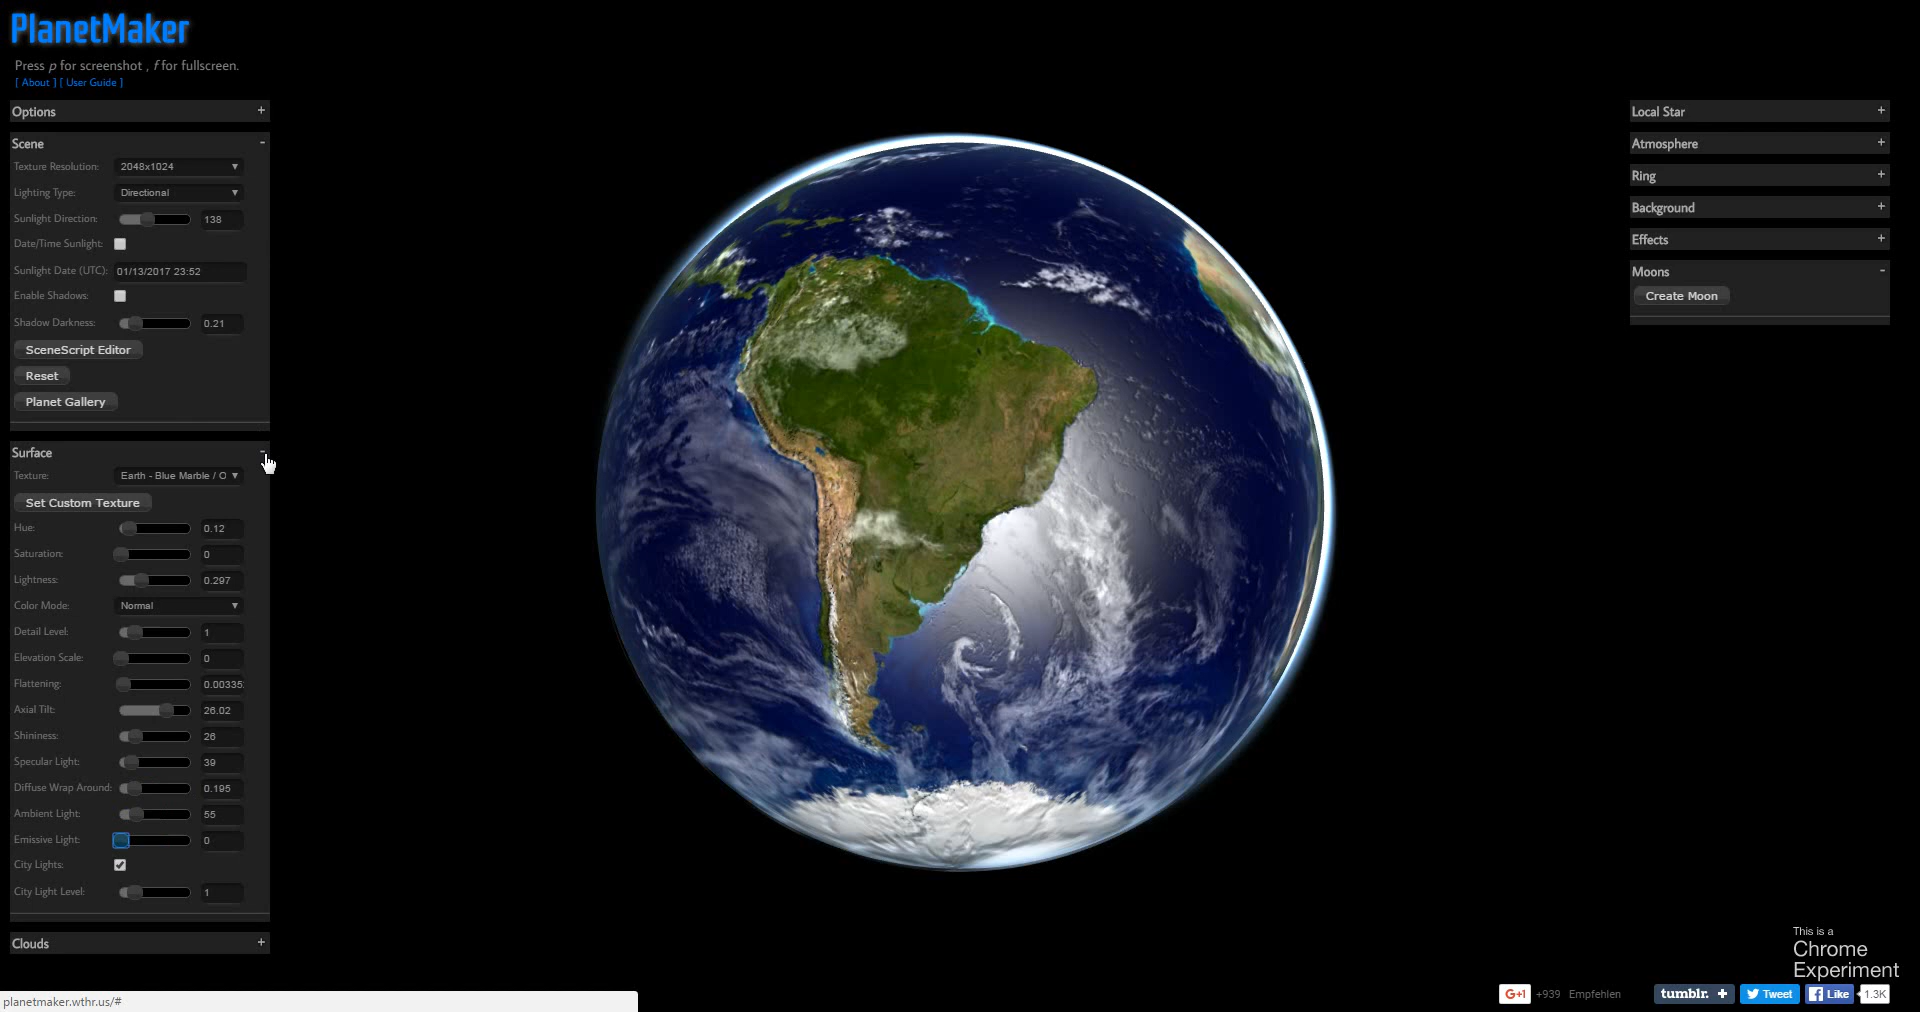 PlanetMaker
Press p for screenshot , f for fullscreen.
[ About ] [ User Guide ]
Options +
Scene -
Texture Resolution: 2048x1024
Lighting Type: Directional
Sunlight Direction: 138
Date/Time Sunlight:
Sunlight Date (UTC): 01/13/2017 23:52
Enable Shadows:
Shadow Darkness: 0.21
SceneScript Editor
Reset
Planet Gallery
Surface -
Texture: Earth - Blue Marble / O
Set Custom Texture
Hue: 0.12
Saturation: 0
Lightness: 0.297
Color Mode: Normal
Detail Level: 1
Elevation Scale: 0
Flattening: 0.00335
Axial Tilt: 26.02
Shininess: 26
Specular Light: 39
Diffuse Wrap Around: 0.195
Ambient Light: 55
Emissive Light: 0
City Lights:
City Light Level: 1
Clouds +
planetmaker.wthr.us/#
Local Star +
Atmosphere +
Ring +
Background +
Effects +
Moons -
Create Moon
This is a
Chrome
Experiment
G+1 +939 Empfehlen tumblr. + Tweet Like 1.3K